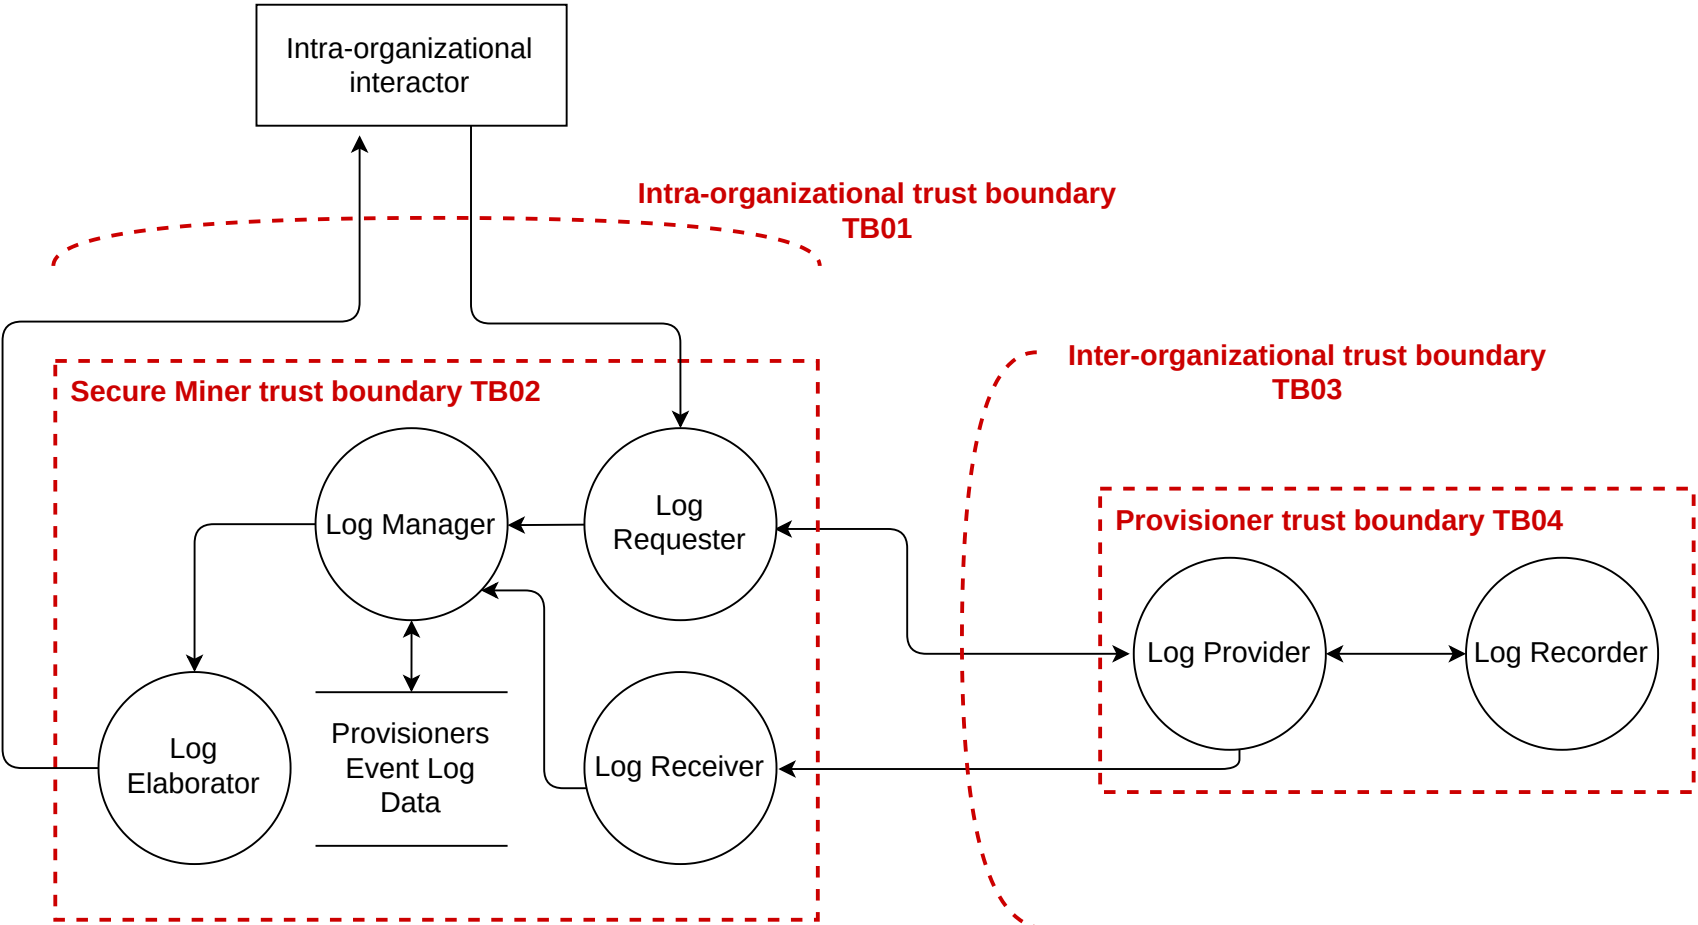 Intra-organizational
interactor
Intra-organizational trust boundary
TB01
Inter-organizational trust boundary
TB03
Secure Miner trust boundary TB02
Log Manager
Log
Requester
Provisioner trust boundary TB04
Log Provider
Log Recorder
Log
Elaborator
Provisioners
Event Log
Data
Log Receiver